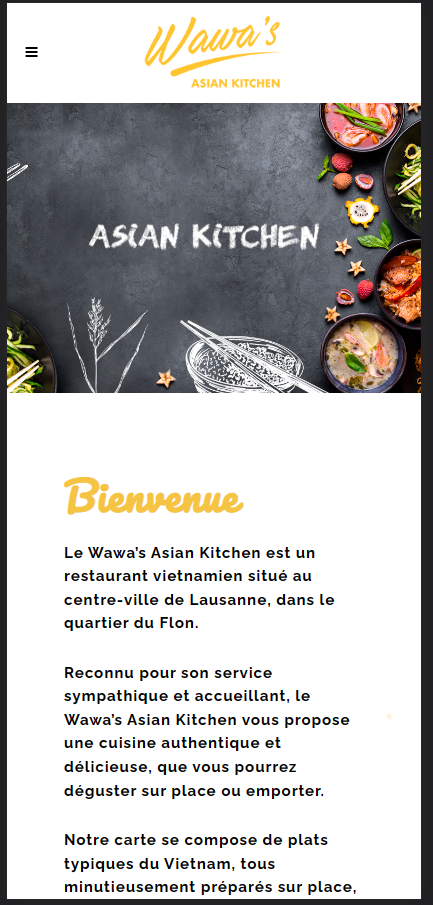 Wawa's
ASIAN KITCHEN
ASIAN KITCHEN
Bienvenue
Le Wawa’s Asian Kitchen est un
restaurant vietnamien situé au
centre-ville de Lausanne, dans le
quartier du Flon.
Reconnu pour son service
sympathique et accueillant, le
Wawa’s Asian Kitchen vous propose
une cuisine authentique et
délicieuse, que vous pourrez
déguster sur place ou emporter.
Notre carte se compose de plats
typiques du Vietnam, tous
minutieusement préparés sur place,